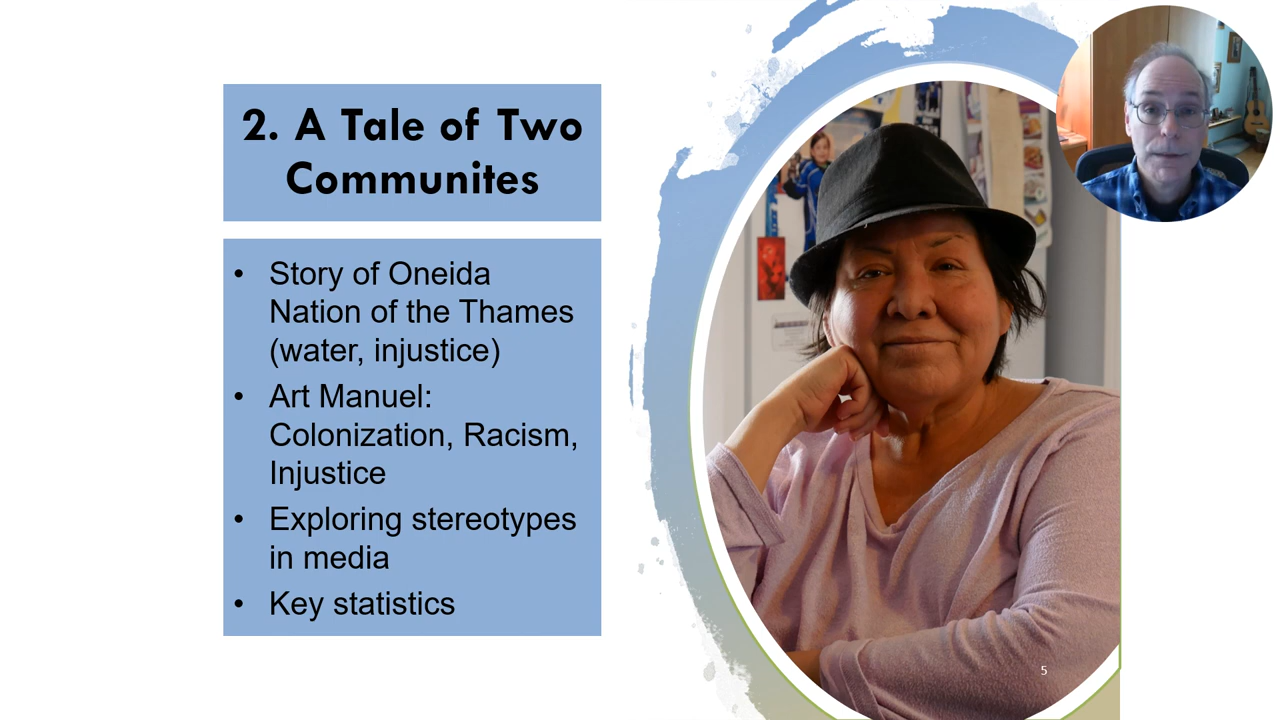 2. A Tale of Two
Communites
• Story of Oneida
Nation of the Thames
(water, injustice)
• Art Manuel:
Colonization, Racism,
Injustice
• Exploring stereotypes
in media
• Key statistics
5